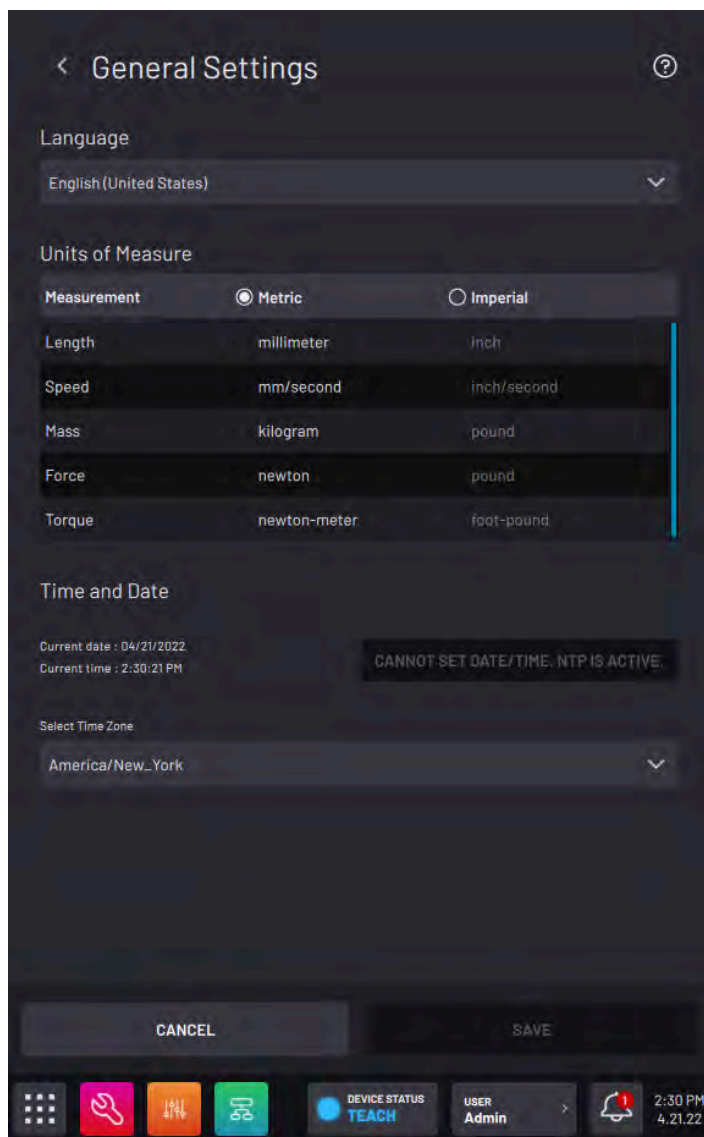 General Settings
Language
English (United States)
Units of Measure
Measurement Metric Imperial
Length millimeter inch
Speed mm/second inch/second
Mass kilogram pound
Force newton pound
Torque newton-meter foot-pound
Time and Date
Current date : 04/21/2022
Current time : 2:30:21 PM
CANNOT SET DATE/TIME. NTP IS ACTIVE.
Select Time Zone
America/New_York
CANCEL SAVE
DEVICE STATUS
TEACH
USER
Admin
1
2:30 PM
4.21.22